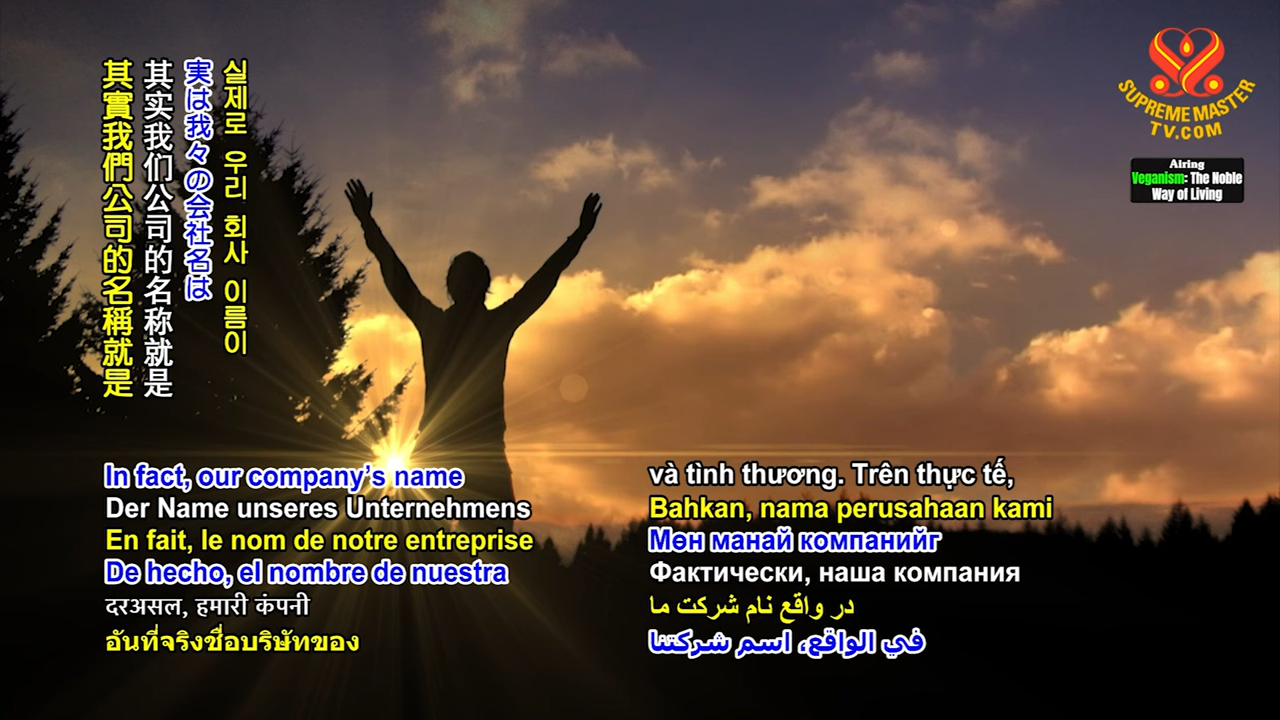 其實我們公司的名稱就是
其实我们公司的名称就是
実は我々の会社名は
실제로 우리 회사 이름이
SUPREME MASTER
TV.COM
Airing
Veganism: The Noble
Way of Living
In fact, our company’s name
Der Name unseres Unternehmens
En fait, le nom de notre entreprise
De hecho, el nombre de nuestra
दरअसल, हमारी कंपनी
อันที่จริงชื่อบริษัทของ
và tình thương. Trên thực tế,
Bahkan, nama perusahaan kami
Мөн манай компанийг
Фактически, наша компания
در واقع نام شرکت ما
في الواقع، اسم شركتنا